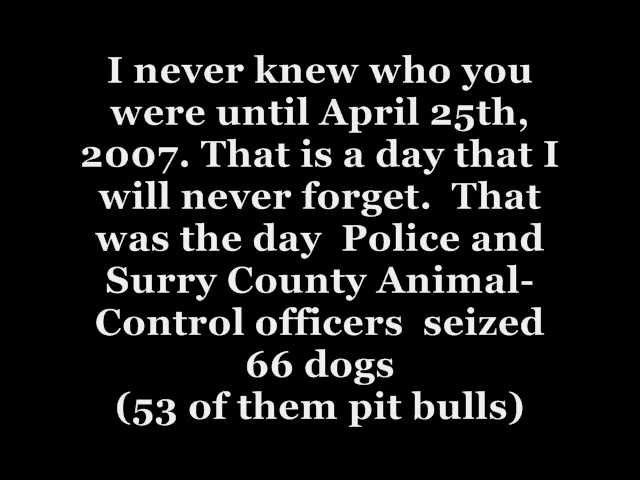 I never knew who you
were until April 25th,
2007. That is a day that I
will never forget.  That
was the day  Police and
Surry County Animal-
Control officers  seized
66 dogs
(53 of them pit bulls)